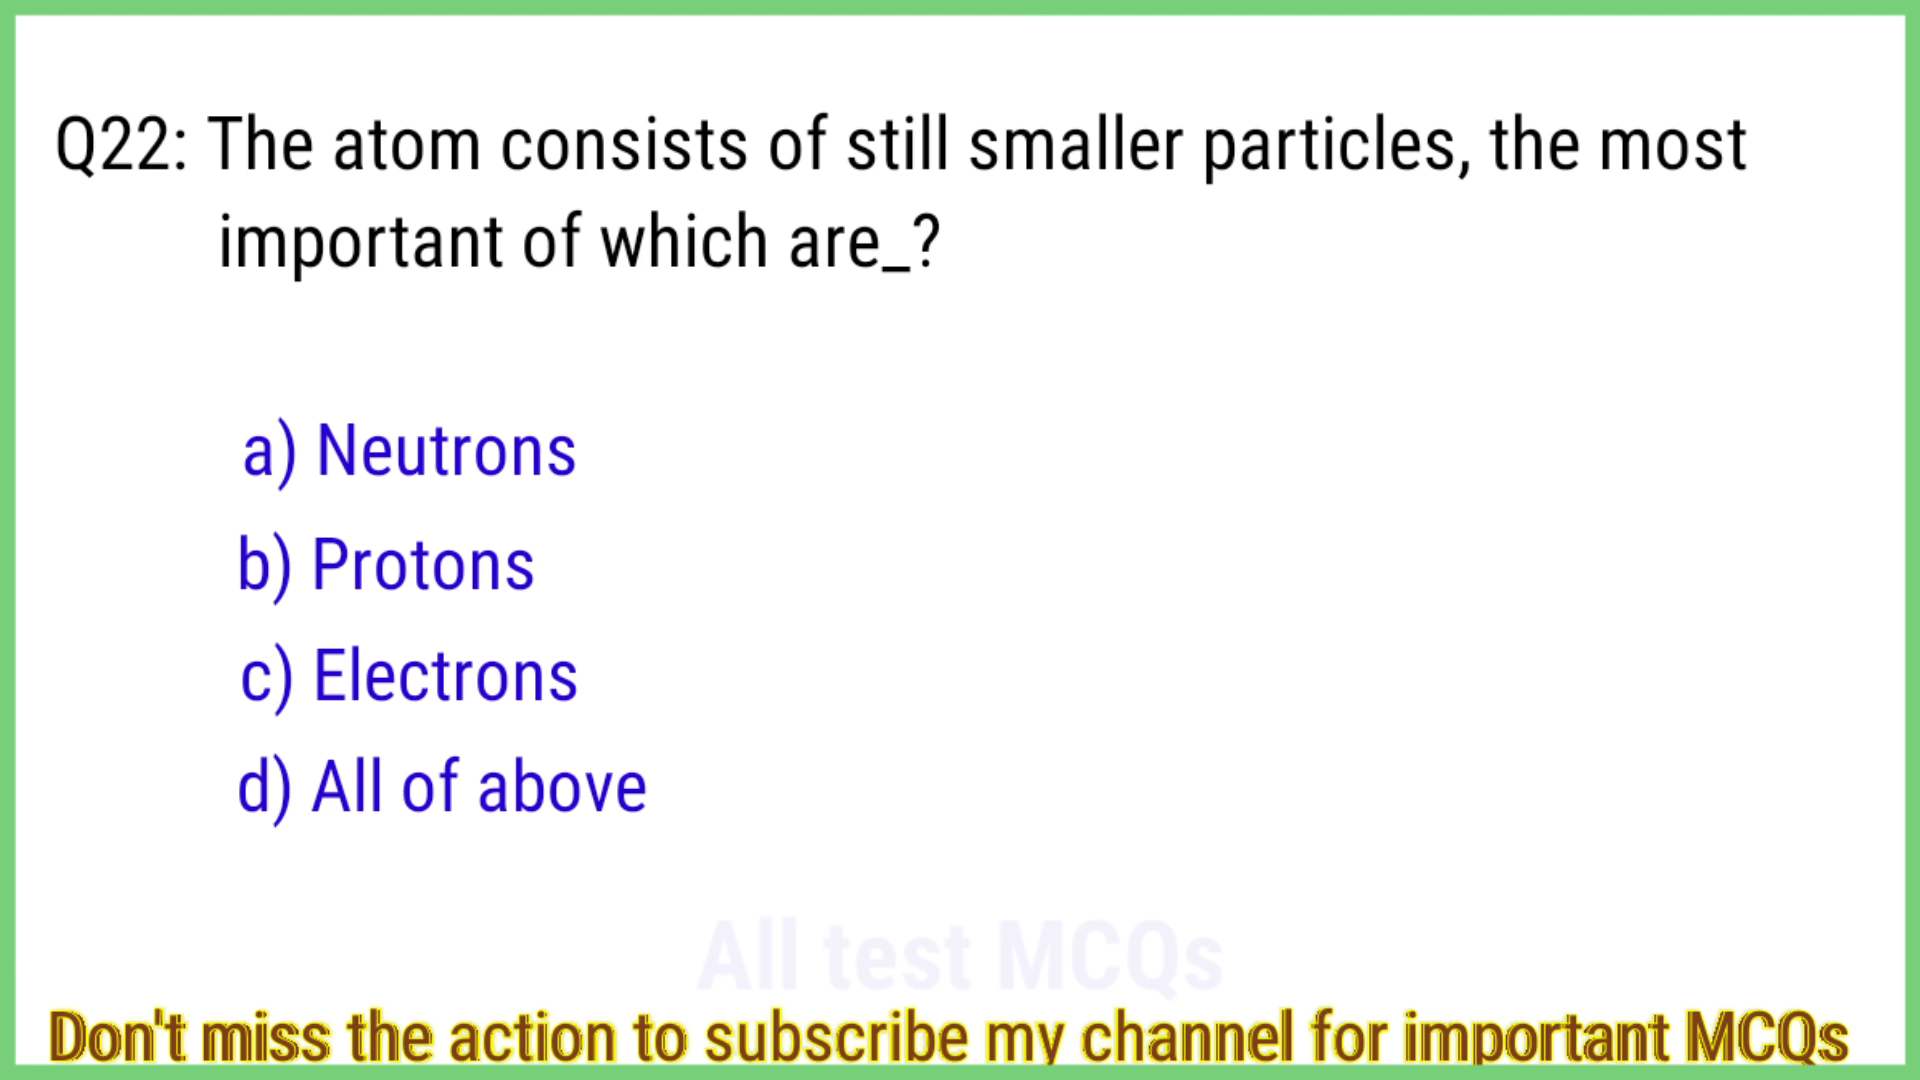 Q22: The atom consists of still smaller particles, the most
important of which are_?
a) Neutrons
b) Protons
c) Electrons
d) All of above
All test MCQs
Don't miss the action to subscribe my channel for important MCQs